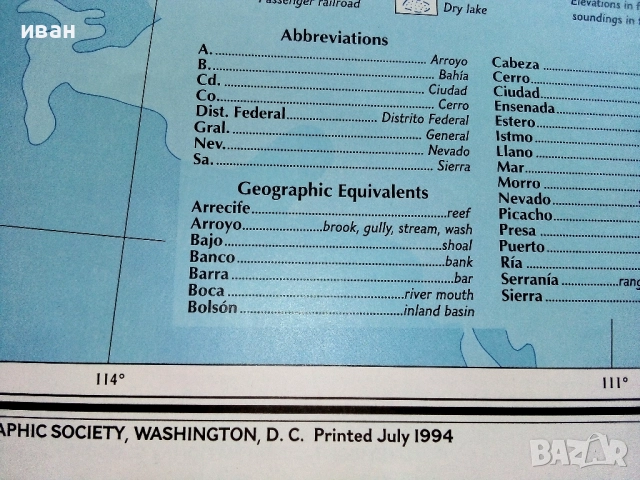 иван
Passenger railroad
Dry lake
Elevations in f
soundings in f
Abbreviations
A. Arroyo
B. Bahía
Cd. Ciudad
Co. Cerro
Dist. Federal Distrito Federal
Gral. General
Nev. Nevado
Sa. Sierra
Geographic Equivalents
Arrecife reef
Arroyo brook, gully, stream, wash
Bajo shoal
Banco bank
Barra bar
Boca river mouth
Bolsón inland basin
Cabeza
Cerro
Ciudad
Ensenada
Estero
Istmo
Llano
Mar
Morro
Nevado
Picacho
Presa
Puerto
Ría
Serranía rang
Sierra
114°
111°
APHIC SOCIETY, WASHINGTON, D. C. Printed July 1994
BAZAR